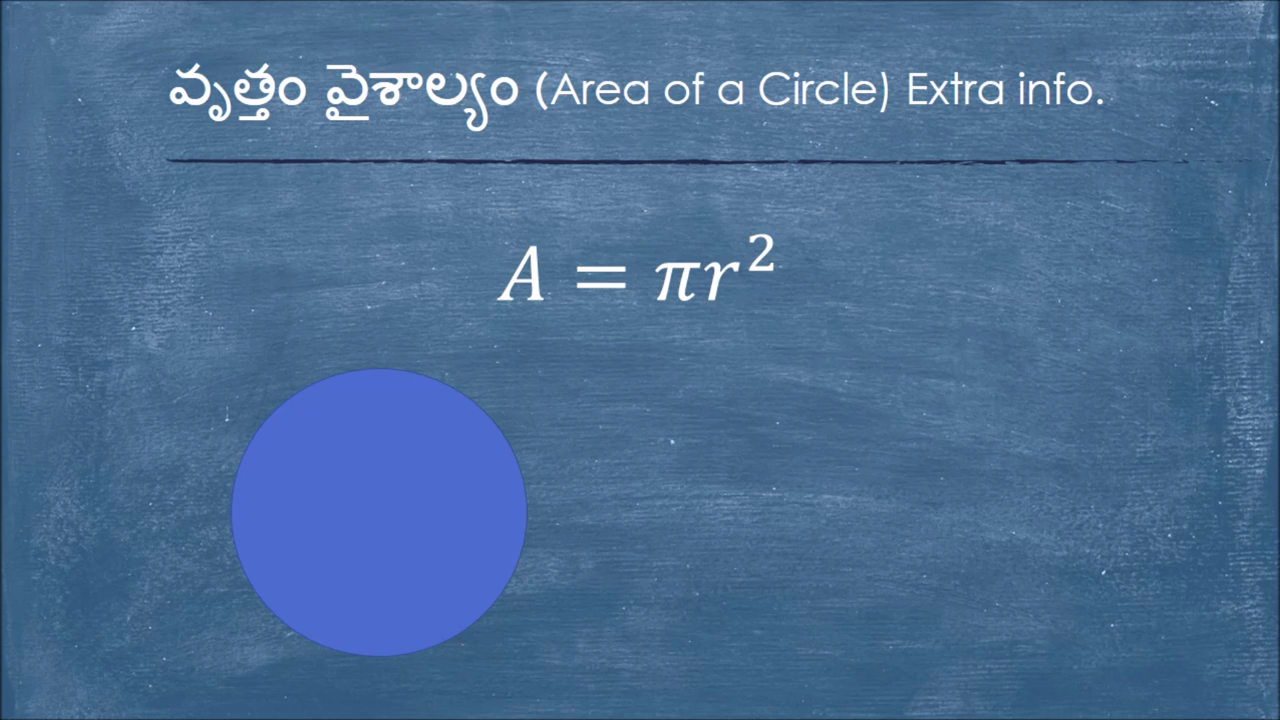 వృత్తం వైశాల్యం (Area of a Circle) Extra info.
A = πr²